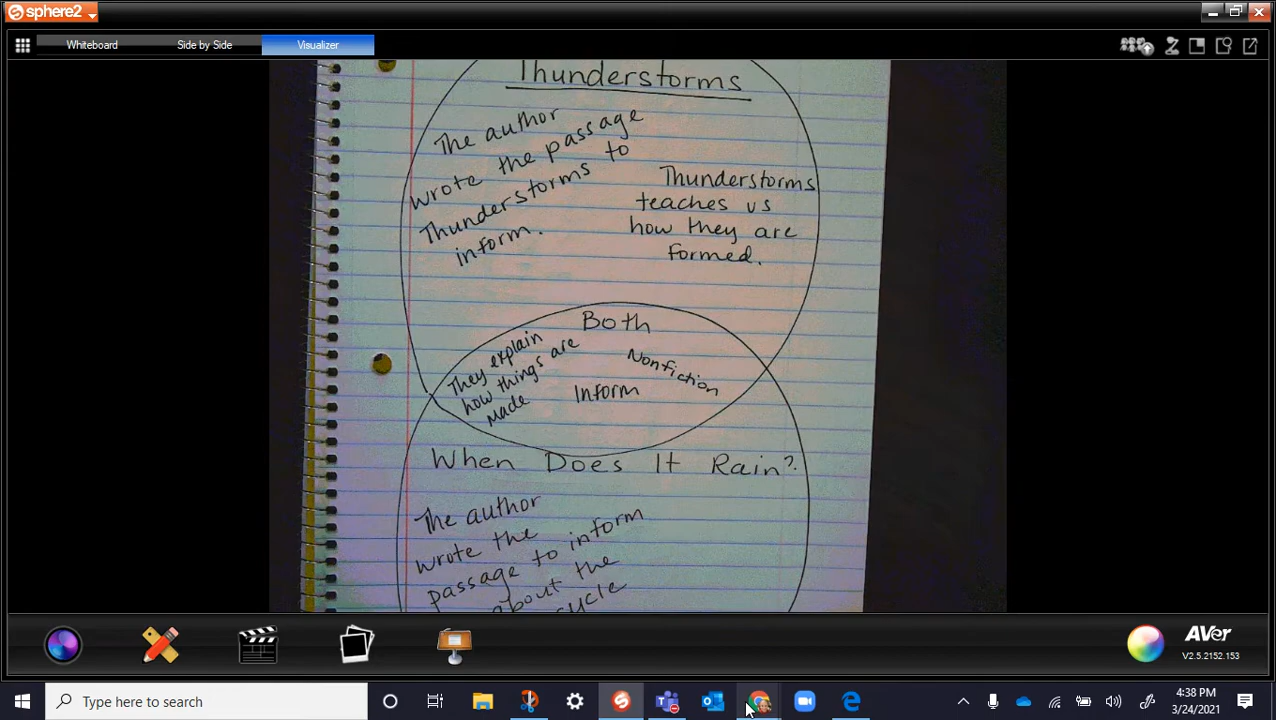 sphere2
Whiteboard
Side by Side
Visualizer
Thunderstorms
The author
wrote the passage
Thunderstorms to
inform.
Thunderstorms
teaches us
how they are
formed.
Both
They explain
how things are
made
Nonfiction
Inform
When Does It Rain?
The author
wrote the
passage to inform
about the
cycle
AVer
V2.5.2152.153
Type here to search
4:38 PM
3/24/2021